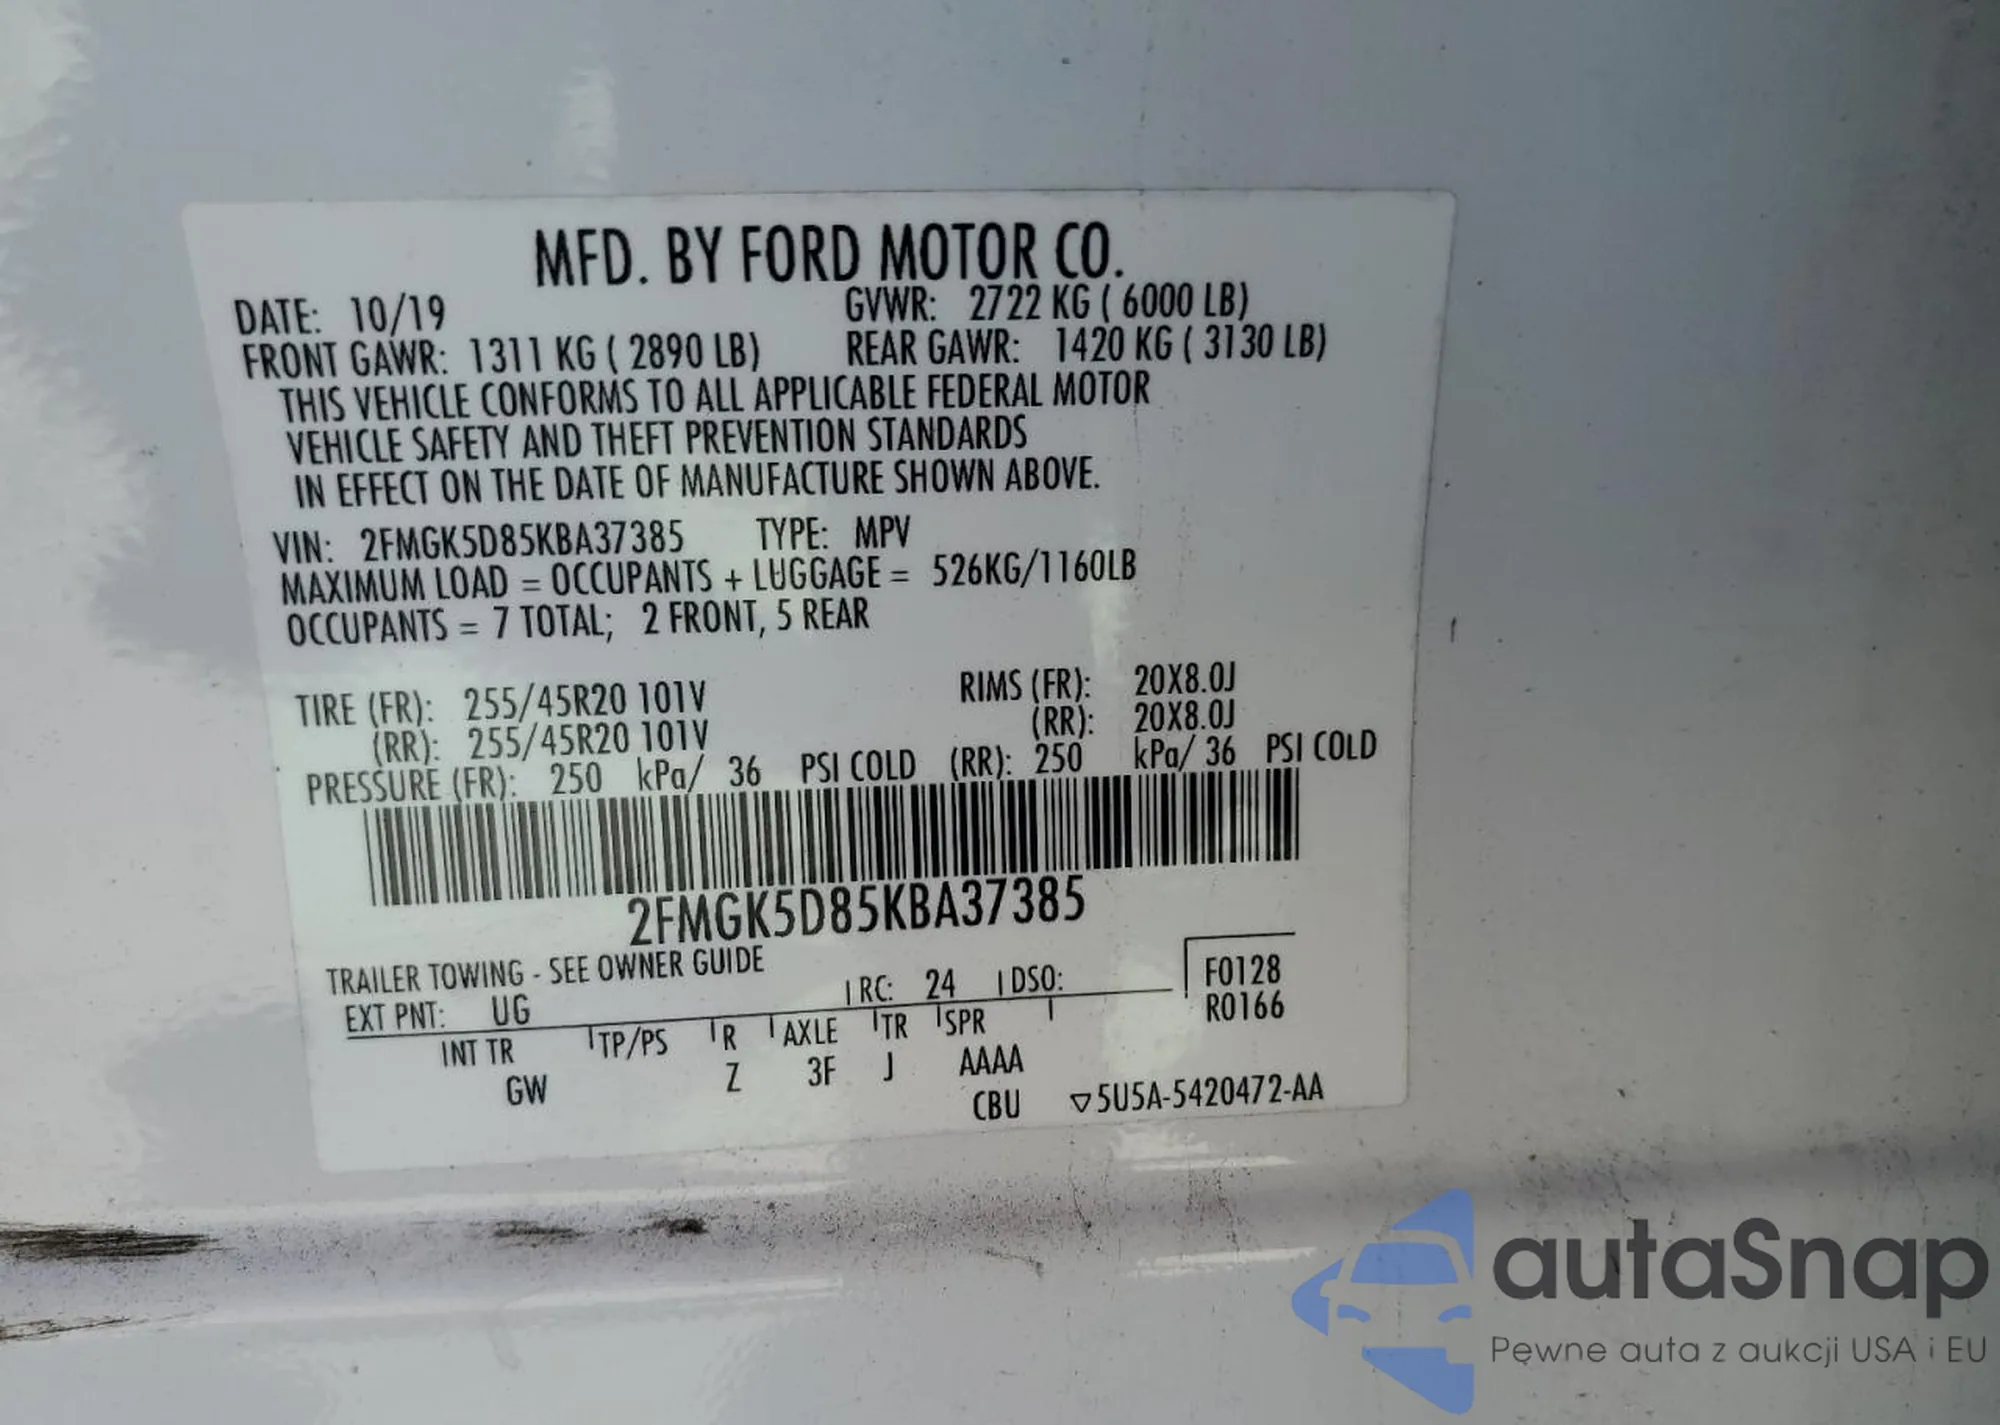 MFD. BY FORD MOTOR CO.
DATE: 10/19 GVWR: 2722 KG ( 6000 LB)
FRONT GAWR: 1311 KG ( 2890 LB) REAR GAWR: 1420 KG ( 3130 LB)
THIS VEHICLE CONFORMS TO ALL APPLICABLE FEDERAL MOTOR
VEHICLE SAFETY AND THEFT PREVENTION STANDARDS
IN EFFECT ON THE DATE OF MANUFACTURE SHOWN ABOVE.
VIN: 2FMGK5D85KBA37385 TYPE: MPV
MAXIMUM LOAD = OCCUPANTS + LUGGAGE = 526KG/1160LB
OCCUPANTS = 7 TOTAL; 2 FRONT, 5 REAR
TIRE (FR): 255/45R20 101V RIMS (FR): 20X8.0J
(RR): 255/45R20 101V (RR): 20X8.0J
PRESSURE (FR): 250 kPa/ 36 PSI COLD (RR): 250 kPa/ 36 PSI COLD
2FMGK5D85KBA37385
TRAILER TOWING - SEE OWNER GUIDE
EXT PNT: UG RC: 24 DSO: F0128
R0166
INT TR TP/PS R AXLE TR SPR
GW Z 3F J AAAA
CBU ▽5U5A-5420472-AA
autaSnap
Pewne auta z aukcji USA i EU